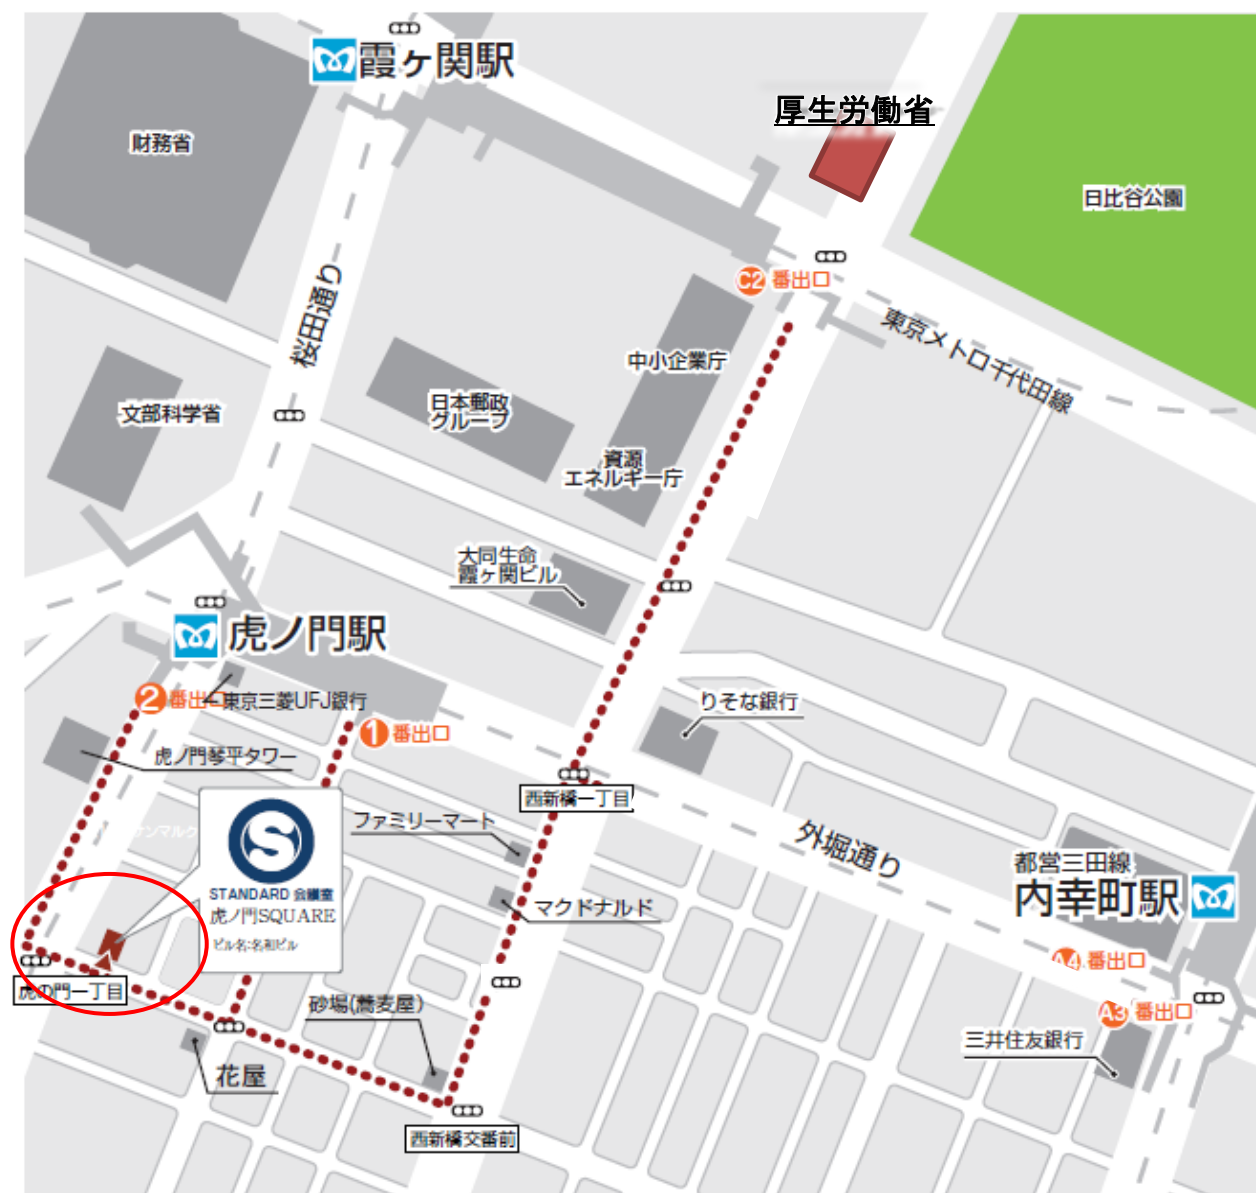 霞ヶ関駅
厚生労働省
財務省
日比谷公園
C2 番出口
桜田通り
東京メトロ千代田線
中小企業庁
日本郵政
グループ
文部科学省
資源
エネルギー庁
大同生命
霞ヶ関ビル
虎ノ門駅
2 番出口
東京三菱UFJ銀行
りそな銀行
1 番出口
虎ノ門琴平タワー
西新橋一丁目
ファミリーマート
サンマルク
外堀通り
都営三田線
内幸町駅
S
STANDARD 会議室
虎ノ門SQUARE
ビル名:名和ビル
マクドナルド
A4 番出口
虎の門一丁目
砂場(蕎麦屋)
A3 番出口
三井住友銀行
花屋
西新橋交番前